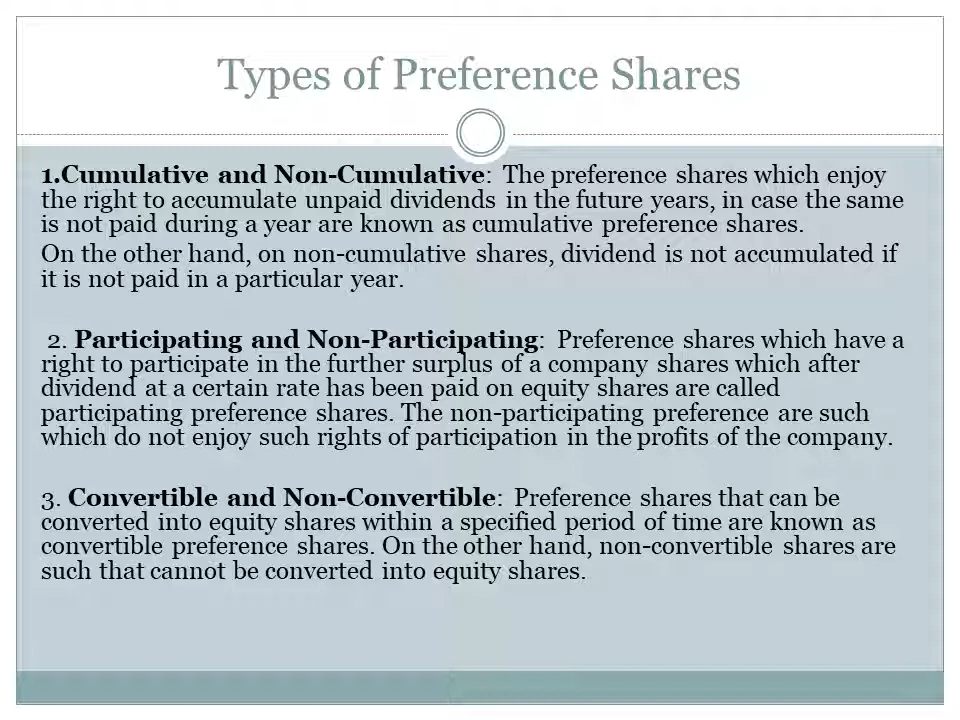 Types of Preference Shares
1.Cumulative and Non-Cumulative: The preference shares which enjoy
the right to accumulate unpaid dividends in the future years, in case the same
is not paid during a year are known as cumulative preference shares.
On the other hand, on non-cumulative shares, dividend is not accumulated if
it is not paid in a particular year.
2. Participating and Non-Participating: Preference shares which have a
right to participate in the further surplus of a company shares which after
dividend at a certain rate has been paid on equity shares are called
participating preference shares. The non-participating preference are such
which do not enjoy such rights of participation in the profits of the company.
3. Convertible and Non-Convertible: Preference shares that can be
converted into equity shares within a specified period of time are known as
convertible preference shares. On the other hand, non-convertible shares are
such that cannot be converted into equity shares.